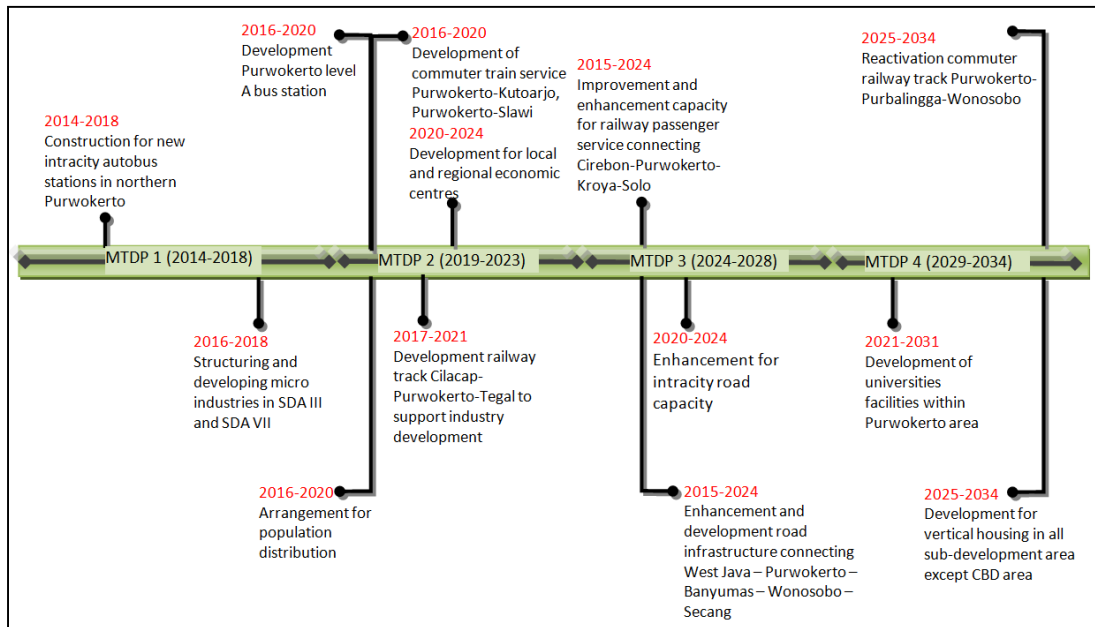 2016-2020
Development
Purwokerto level
A bus station
2016-2020
Development of
commuter train service
Purwokerto-Kutoarjo,
Purwokerto-Slawi
2020-2024
Development for local
and regional economic
centres
2015-2024
Improvement and
enhancement capacity
for railway passenger
service connecting
Cirebon-Purwokerto-
Kroya-Solo
2025-2034
Reactivation commuter
railway track Purwokerto-
Purbalingga-Wonosobo
2014-2018
Construction for new
intracity autobus
stations in northern
Purwokerto
MTDP 1 (2014-2018)
MTDP 2 (2019-2023)
MTDP 3 (2024-2028)
MTDP 4 (2029-2034)
2016-2018
Structuring and
developing micro
industries in SDA III
and SDA VII
2017-2021
Development railway
track Cilacap-
Purwokerto-Tegal to
support industry
development
2020-2024
Enhancement for
intracity road
capacity
2021-2031
Development of
universities
facilities within
Purwokerto area
2016-2020
Arrangement for
population
distribution
2015-2024
Enhancement and
development road
infrastructure connecting
West Java – Purwokerto –
Banyumas – Wonosobo –
Secang
2025-2034
Development for
vertical housing in all
sub-development area
except CBD area